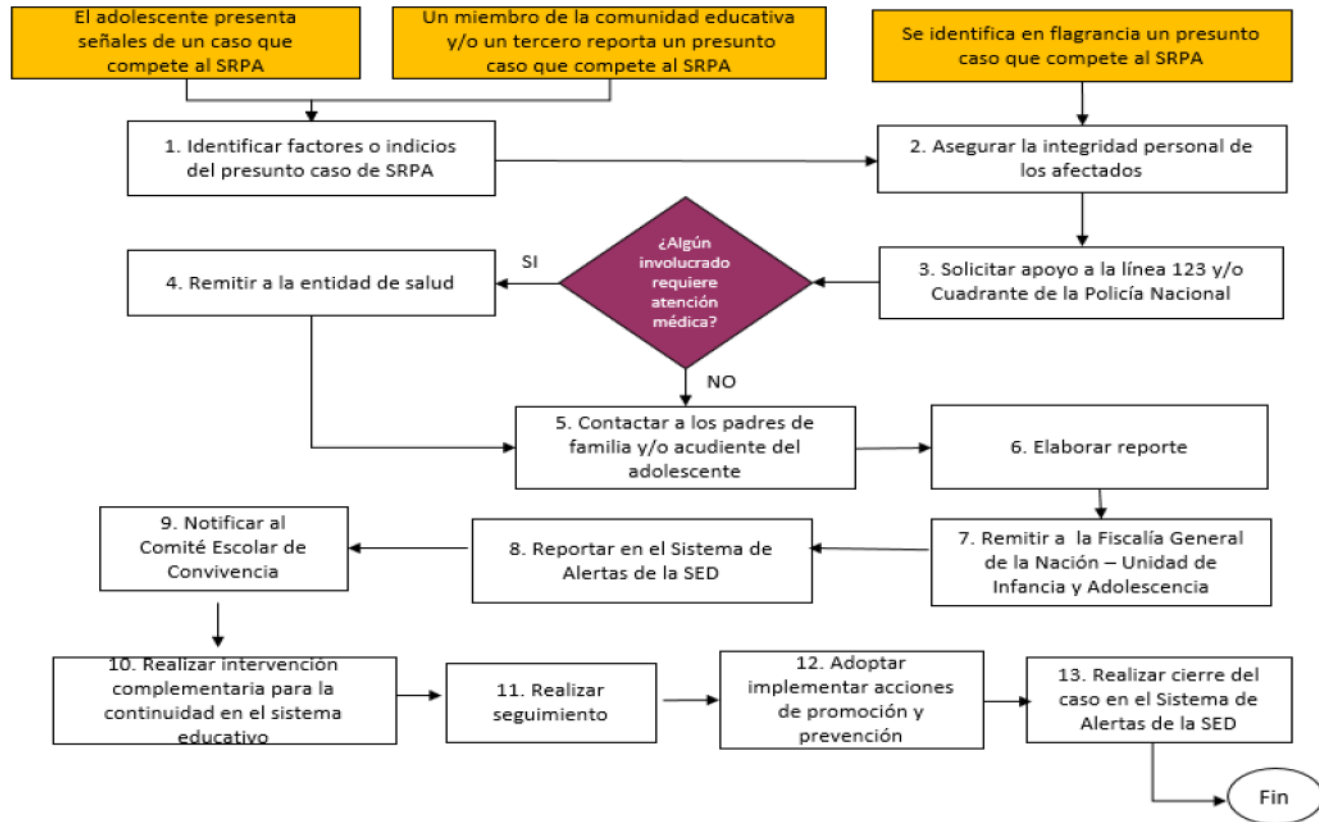 El adolescente presenta
señales de un caso que
compete al SRPA
Un miembro de la comunidad educativa
y/o un tercero reporta un presunto
caso que compete al SRPA
Se identifica en flagrancia un presunto
caso que compete al SRPA
1. Identificar factores o indicios
del presunto caso de SRPA
2. Asegurar la integridad personal de
los afectados
¿Algún
involucrado
requiere
atención
médica?
SI
NO
3. Solicitar apoyo a la línea 123 y/o
Cuadrante de la Policía Nacional
4. Remitir a la entidad de salud
5. Contactar a los padres de
familia y/o acudiente del
adolescente
6. Elaborar reporte
7. Remitir a la Fiscalía General
de la Nación – Unidad de
Infancia y Adolescencia
8. Reportar en el Sistema de
Alertas de la SED
9. Notificar al
Comité Escolar de
Convivencia
10. Realizar intervención
complementaria para la
continuidad en el sistema
educativo
11. Realizar
seguimiento
12. Adoptar
implementar acciones
de promoción y
prevención
13. Realizar cierre del
caso en el Sistema de
Alertas de la SED
Fin